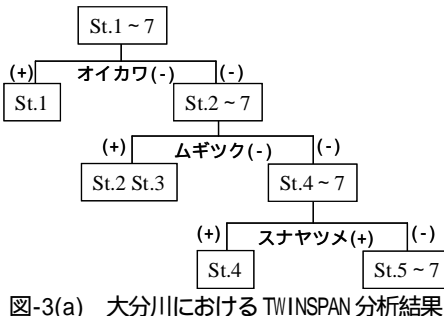 St.1～7
(+) オイカワ(-) (-)
St.1 St.2～7
(+) ムギツク(-) (-)
St.2 St.3 St.4～7
(+) スナヤツメ(+) (-)
St.4 St.5～7
図-3(a) 大分川における TWINSPAN 分析結果